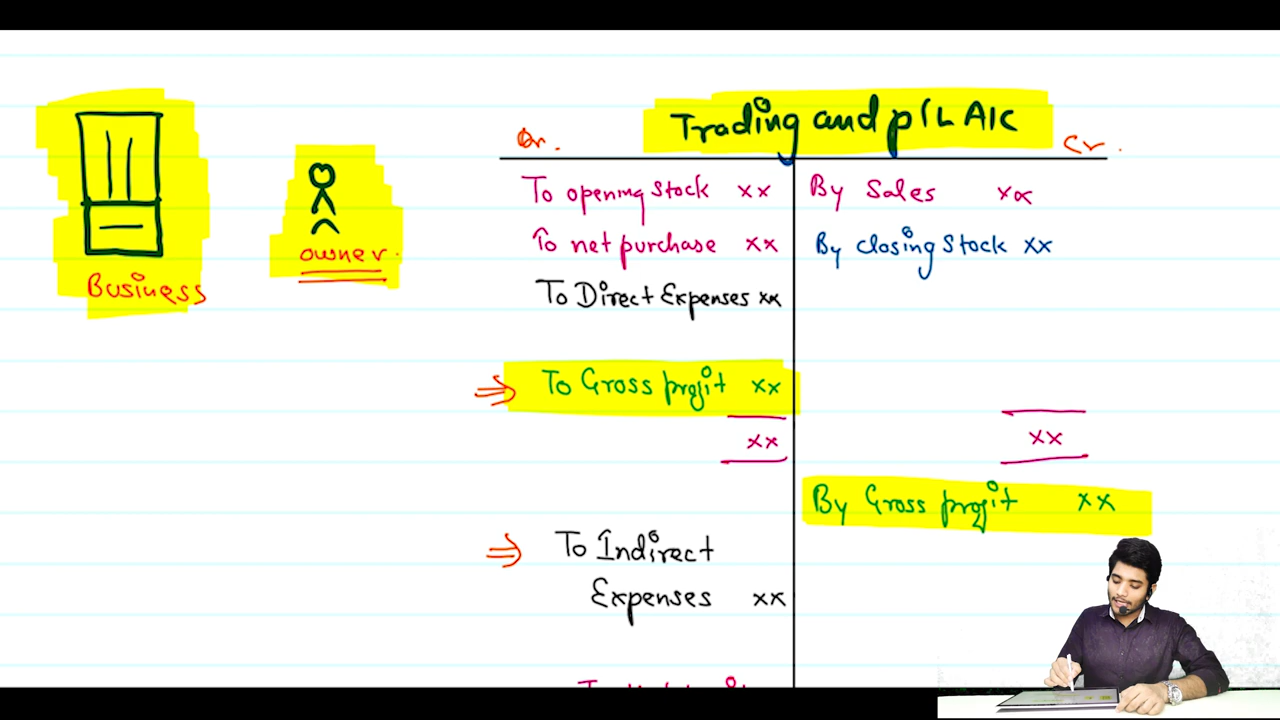 Trading and P/L A/C
Dr.
Cr.
To opening Stock xx
By Sales xx
To net purchase xx
By closing Stock xx
To Direct Expenses xx
owner.
Business
To Gross profit xx
xx
xx
By Gross profit xx
To Indirect
Expenses xx